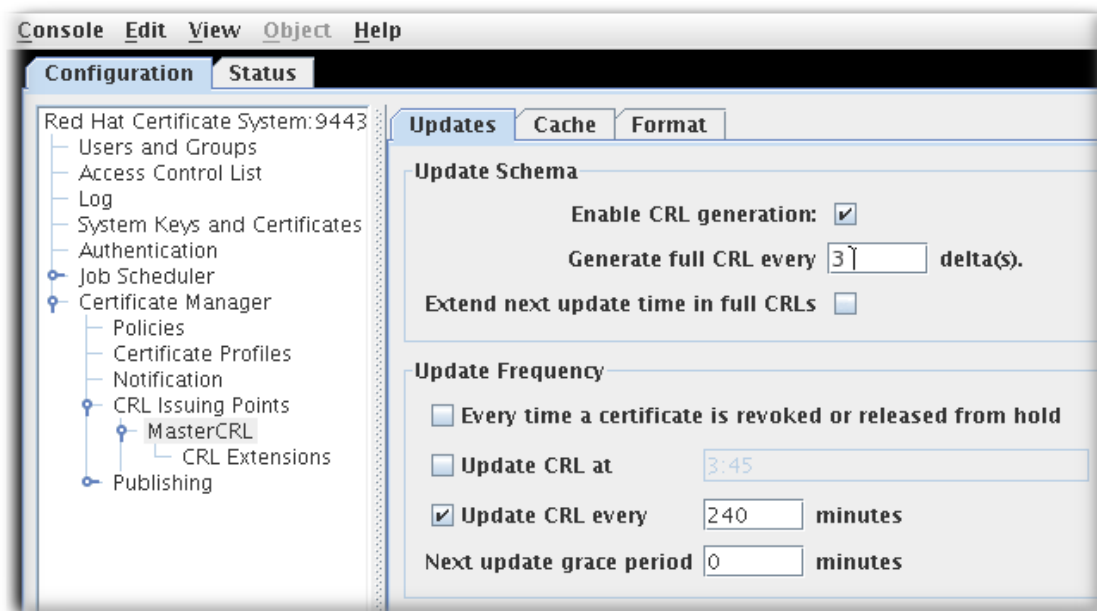 Console Edit View Object Help
Configuration Status
Red Hat Certificate System:9443
Users and Groups
Access Control List
Log
System Keys and Certificates
Authentication
Job Scheduler
Certificate Manager
Policies
Certificate Profiles
Notification
CRL Issuing Points
MasterCRL
CRL Extensions
Publishing
Updates Cache Format
Update Schema
Enable CRL generation:
Generate full CRL every 3 delta(s).
Extend next update time in full CRLs
Update Frequency
Every time a certificate is revoked or released from hold
Update CRL at 3:45
Update CRL every 240 minutes
Next update grace period 0 minutes